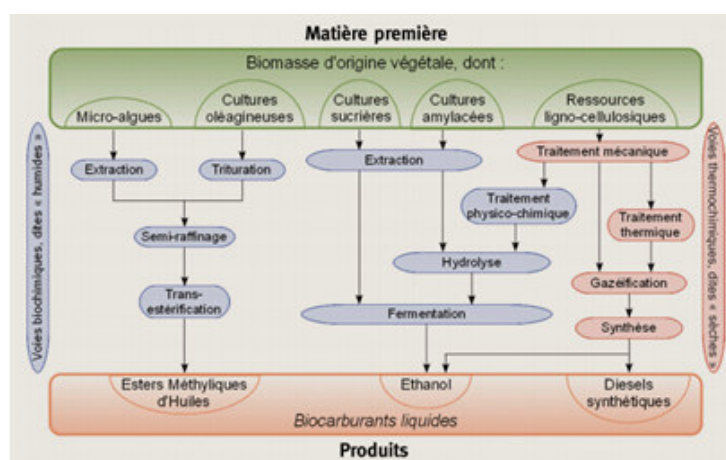 Matière première
Biomasse d'origine végétale, dont :
Micro-algues
Cultures
oléagineuses
Cultures
sucrières
Cultures
amylacées
Ressources
ligno-cellulosiques
Voies biochimiques, dites « humides »
Voies thermochimiques, dites « sèches »
Extraction
Trituration
Extraction
Traitement mécanique
Traitement
physico-chimique
Traitement
thermique
Semi-raffinage
Hydrolyse
Gazéification
Trans-
estérification
Fermentation
Synthèse
Esters Méthyliques
d'Huiles
Ethanol
Diesels
synthétiques
Biocarburants liquides
Produits